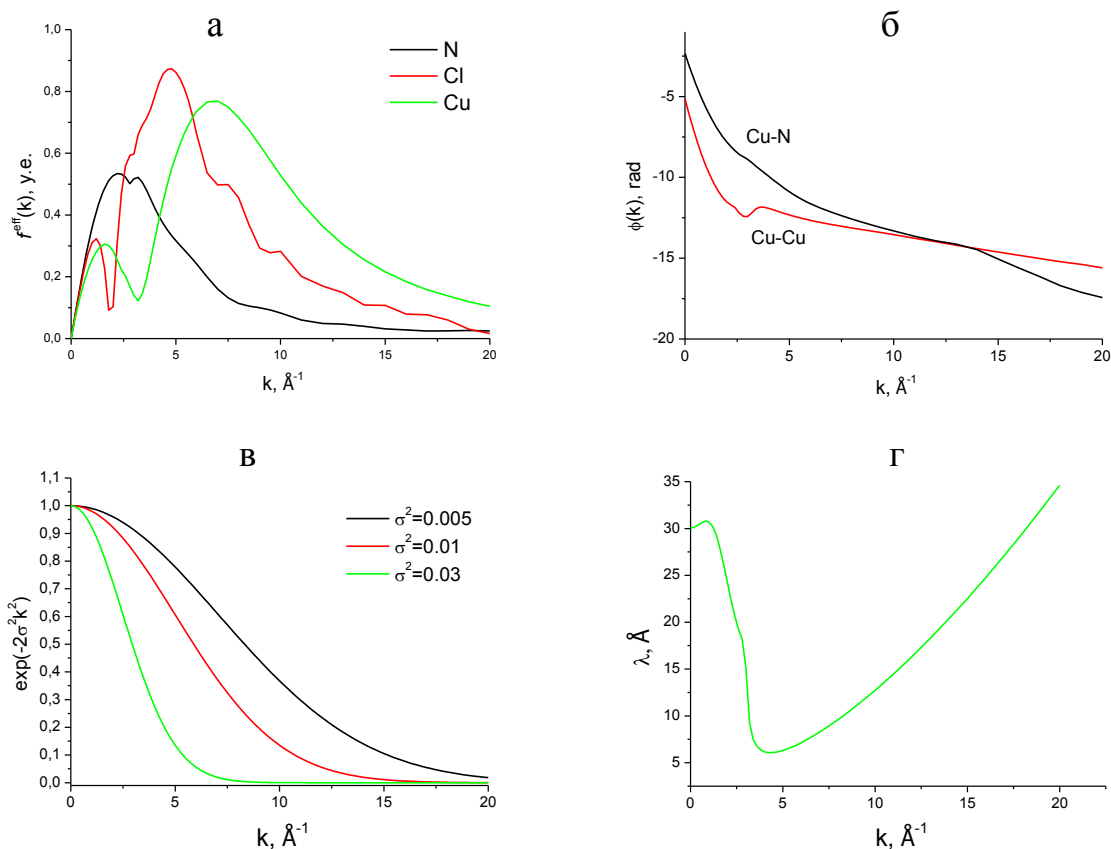 а
N
Cl
Cu
f^eff(k), у.е.
1,0
0,8
0,6
0,4
0,2
0,0
0 5 10 15 20
k, Å^-1
б
Cu-N
Cu-Cu
ϕ(k), rad
-5
-10
-15
-20
0 5 10 15 20
k, Å^-1
в
σ²=0.005
σ²=0.01
σ²=0.03
exp(-2σ²k²)
1,1
1,0
0,9
0,8
0,7
0,6
0,5
0,4
0,3
0,2
0,1
0,0
0 5 10 15 20
k, Å^-1
г
λ, Å
35
30
25
20
15
10
5
0 5 10 15 20
k, Å^-1